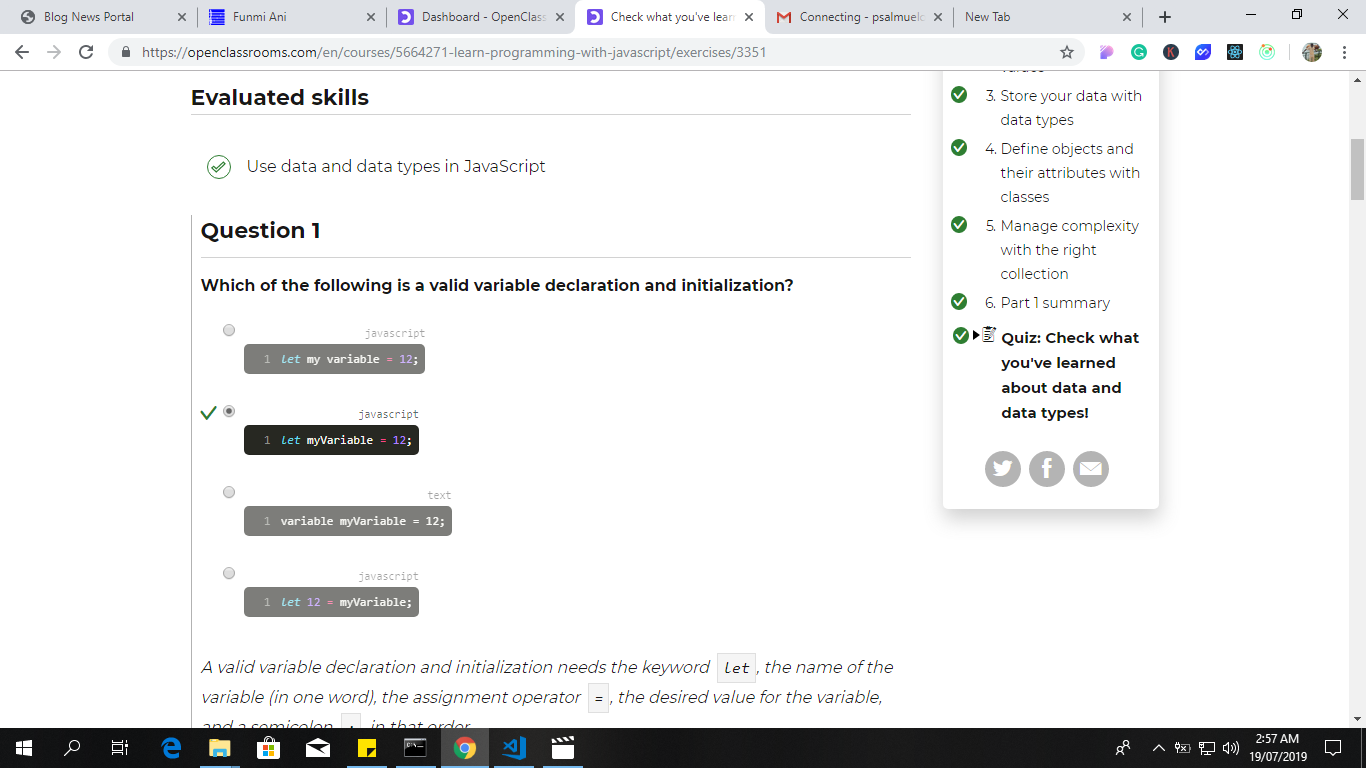 Blog News Portal
Funmi Ani
Dashboard - OpenClass
Check what you've lear
Connecting - psalmuel
New Tab
https://openclassrooms.com/en/courses/5664271-learn-programming-with-javascript/exercises/3351
Evaluated skills
Use data and data types in JavaScript
Question 1
Which of the following is a valid variable declaration and initialization?
javascript
1 let my variable = 12;
javascript
1 let myVariable = 12;
text
1 variable myVariable = 12;
javascript
1 let 12 = myVariable;
A valid variable declaration and initialization needs the keyword let, the name of the
variable (in one word), the assignment operator =, the desired value for the variable,
and a semicolon ; in that order.
values
3. Store your data with
data types
4. Define objects and
their attributes with
classes
5. Manage complexity
with the right
collection
6. Part 1 summary
Quiz: Check what
you've learned
about data and
data types!
2:57 AM
19/07/2019